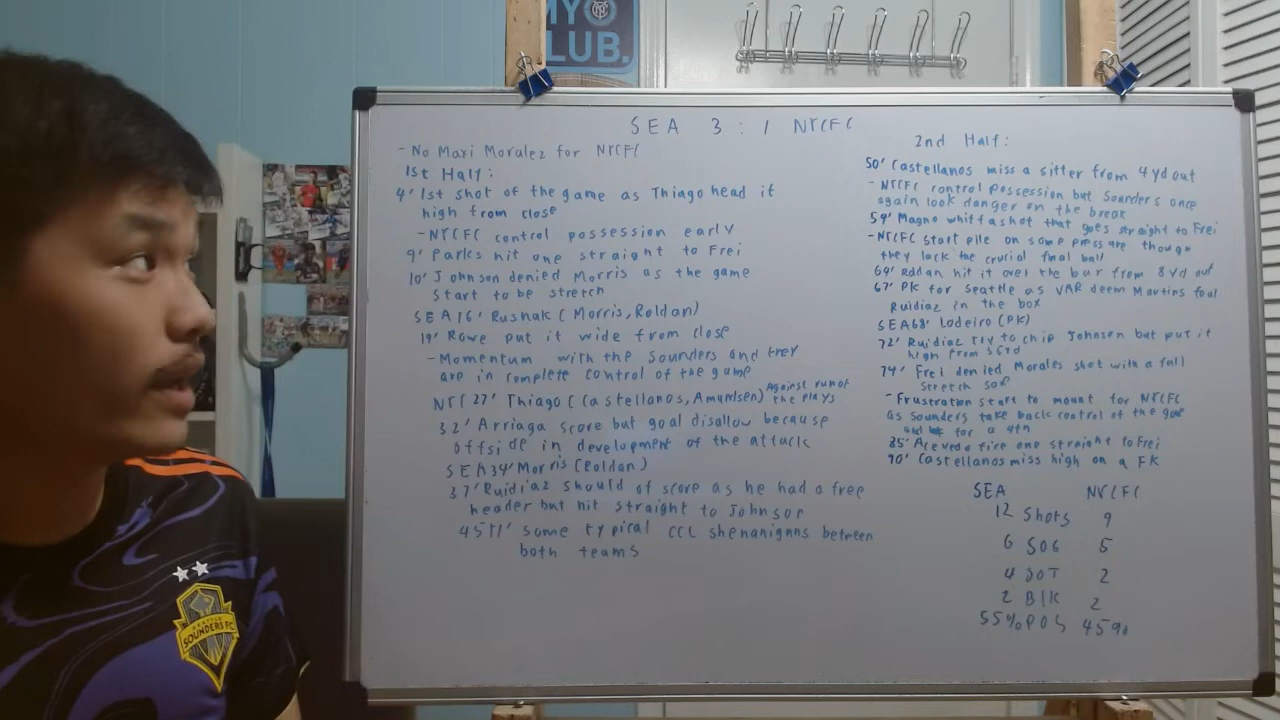 MY
CLUB.
SEA 3 : 1 NYCFC
- No Maxi Moralez for NYCFC
1st Half:
4' 1st shot of the game as Thiago head it
high from close
- NYCFC control possession early
9' Parks hit one straight to Frei
10' Johnson denied Morris as the game
start to be stretch
SEA 16' Rusnak (Morris, Roldan)
19' Rowe put it wide from close
- Momentum with the Sounders and they
are in complete control of the game
NYC 27' Thiago (Castellanos, Amundsen) Against run of
the plays
32' Arriaga score but goal disallow because
offside in development of the attack
SEA 34' Morris (Roldan)
37' Ruidiaz should of score as he had a free
header but hit straight to Johnson
45+1' some typical CCL shenanigans between
both teams
2nd Half:
50' Castellanos miss a sitter from 4yd out
- NYCFC control possession but Sounders once
again look danger on the break
59' Magno whiff a shot that goes straight to Frei
- NYCFC start pile on some pressure though
they lack the crucial final ball
64' Roldan hit it over the bar from 8yd out
67' PK for Seattle as VAR deem Martins foul
Ruidiaz in the box
SEA 68' Lodeiro (PK)
72' Ruidiaz try to chip Johnson but put it
high from
74' Frei denied Morales shot with a full
stretch save
- Frustration start to mount for NYCFC
as Sounders take back control of the
for a 4th
85' Acevedo fire one straight to Frei
90' Castellanos miss high on a FK
SEA NYCFC
12 Shots 9
6 SOG 5
4 SOT 2
2 Blk 2
55% POS 45%
SEATTLE
SOUNDERS FC